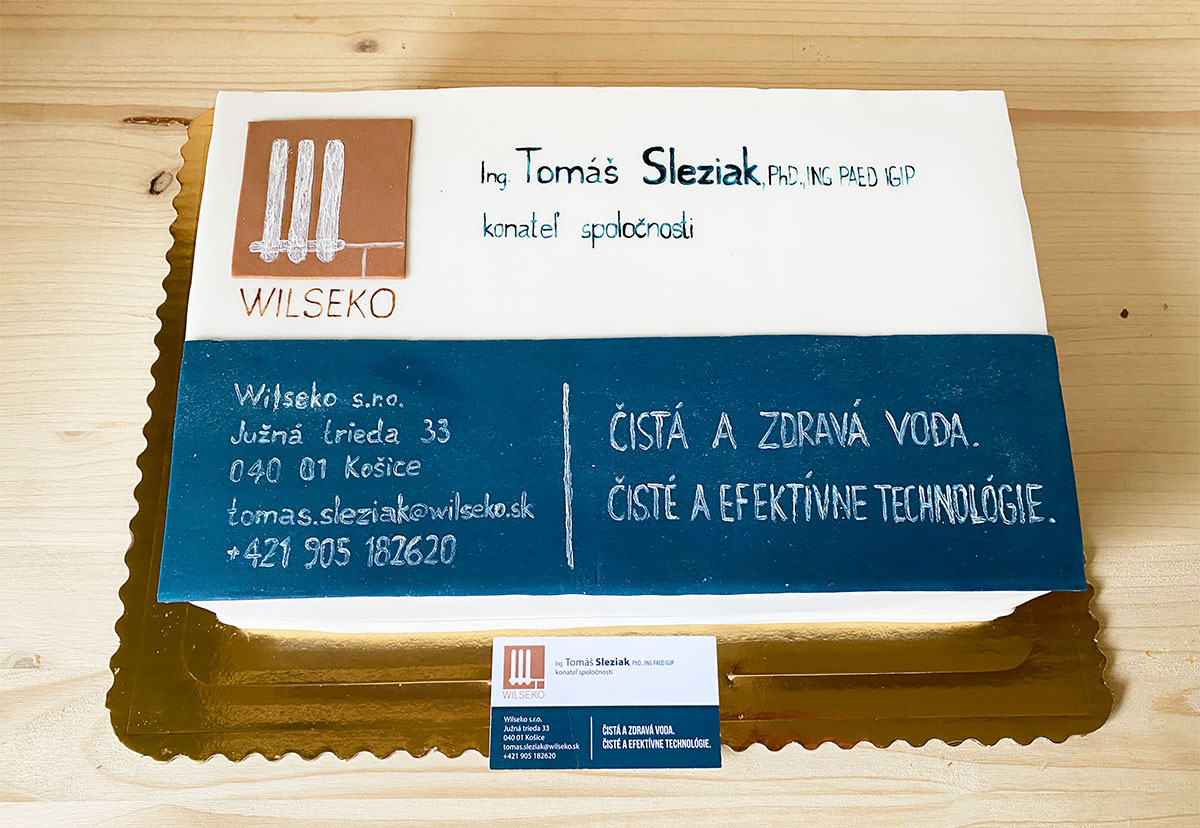 WILSEKO
Ing. Tomáš Sleziak, PhD., ING PAED IGIP
konateľ spoločnosti
Wilseko s.r.o.
Južná trieda 33
040 01 Košice
tomas.sleziak@wilseko.sk
+421 905 182620
ČISTÁ A ZDRAVÁ VODA.
ČISTÉ A EFEKTÍVNE TECHNOLÓGIE.
WILSEKO
Ing. Tomáš Sleziak, PhD., ING PAED IGIP
konateľ spoločnosti
Wilseko s.r.o.
Južná trieda 33
040 01 Košice
tomas.sleziak@wilseko.sk
+421 905 182620
ČISTÁ A ZDRAVÁ VODA.
ČISTÉ A EFEKTÍVNE TECHNOLÓGIE.